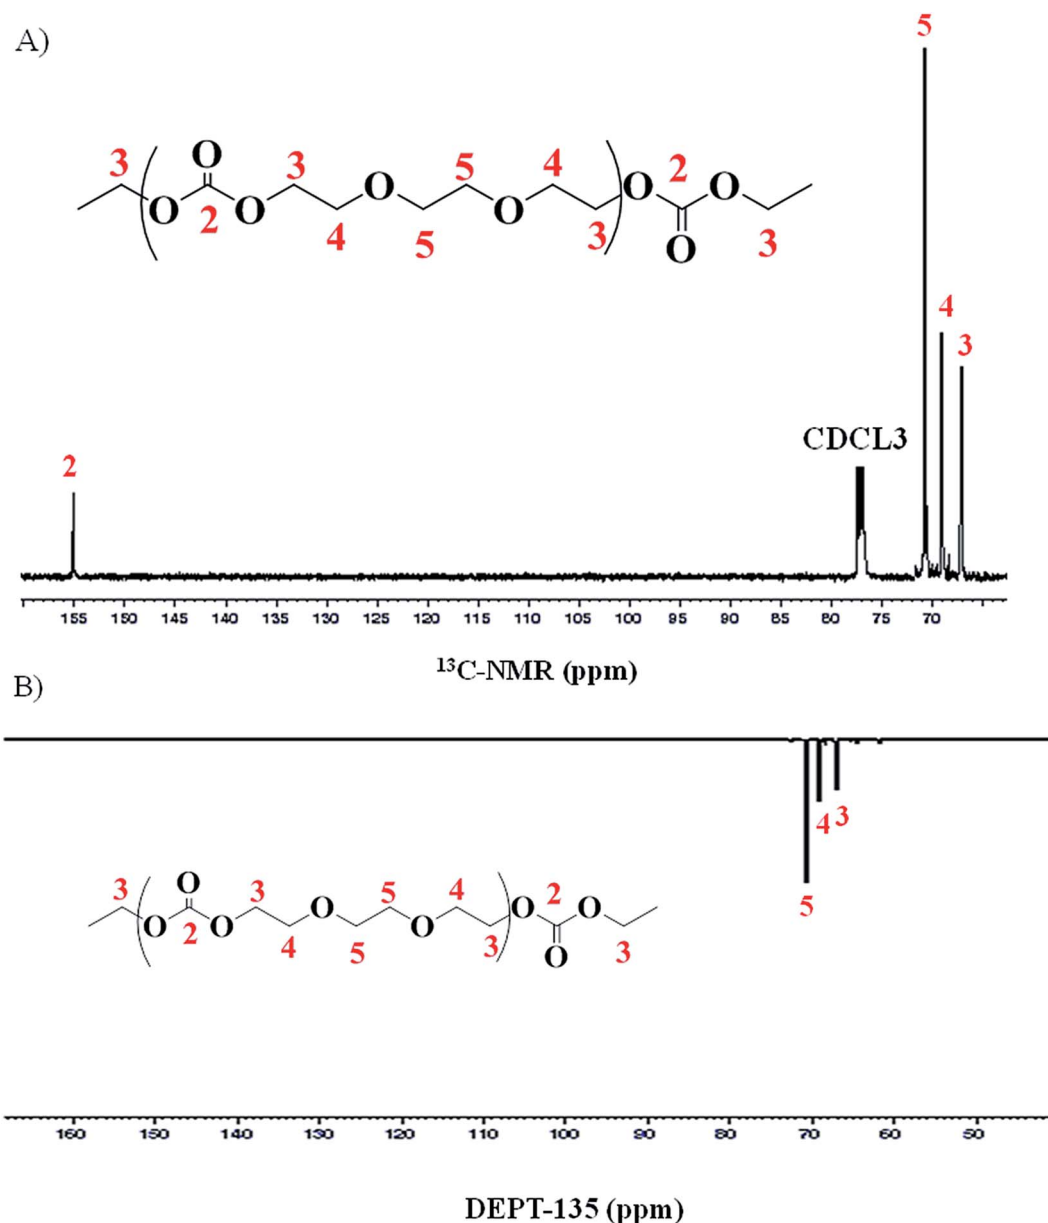 A)
5
3 O 3 O 5 4 O 2 O
O 2 O 4 5 O 3 O 3
4
3
CDCL3
2
155 150 145 140 135 130 125 120 115 110 105 100 95 90 85 80 75 70
¹³C-NMR (ppm)
B)
4 3
5
3 O 3 O 5 4 O 2 O
O 2 O 4 5 O 3 O 3
160 150 140 130 120 110 100 90 80 70 60 50
DEPT-135 (ppm)